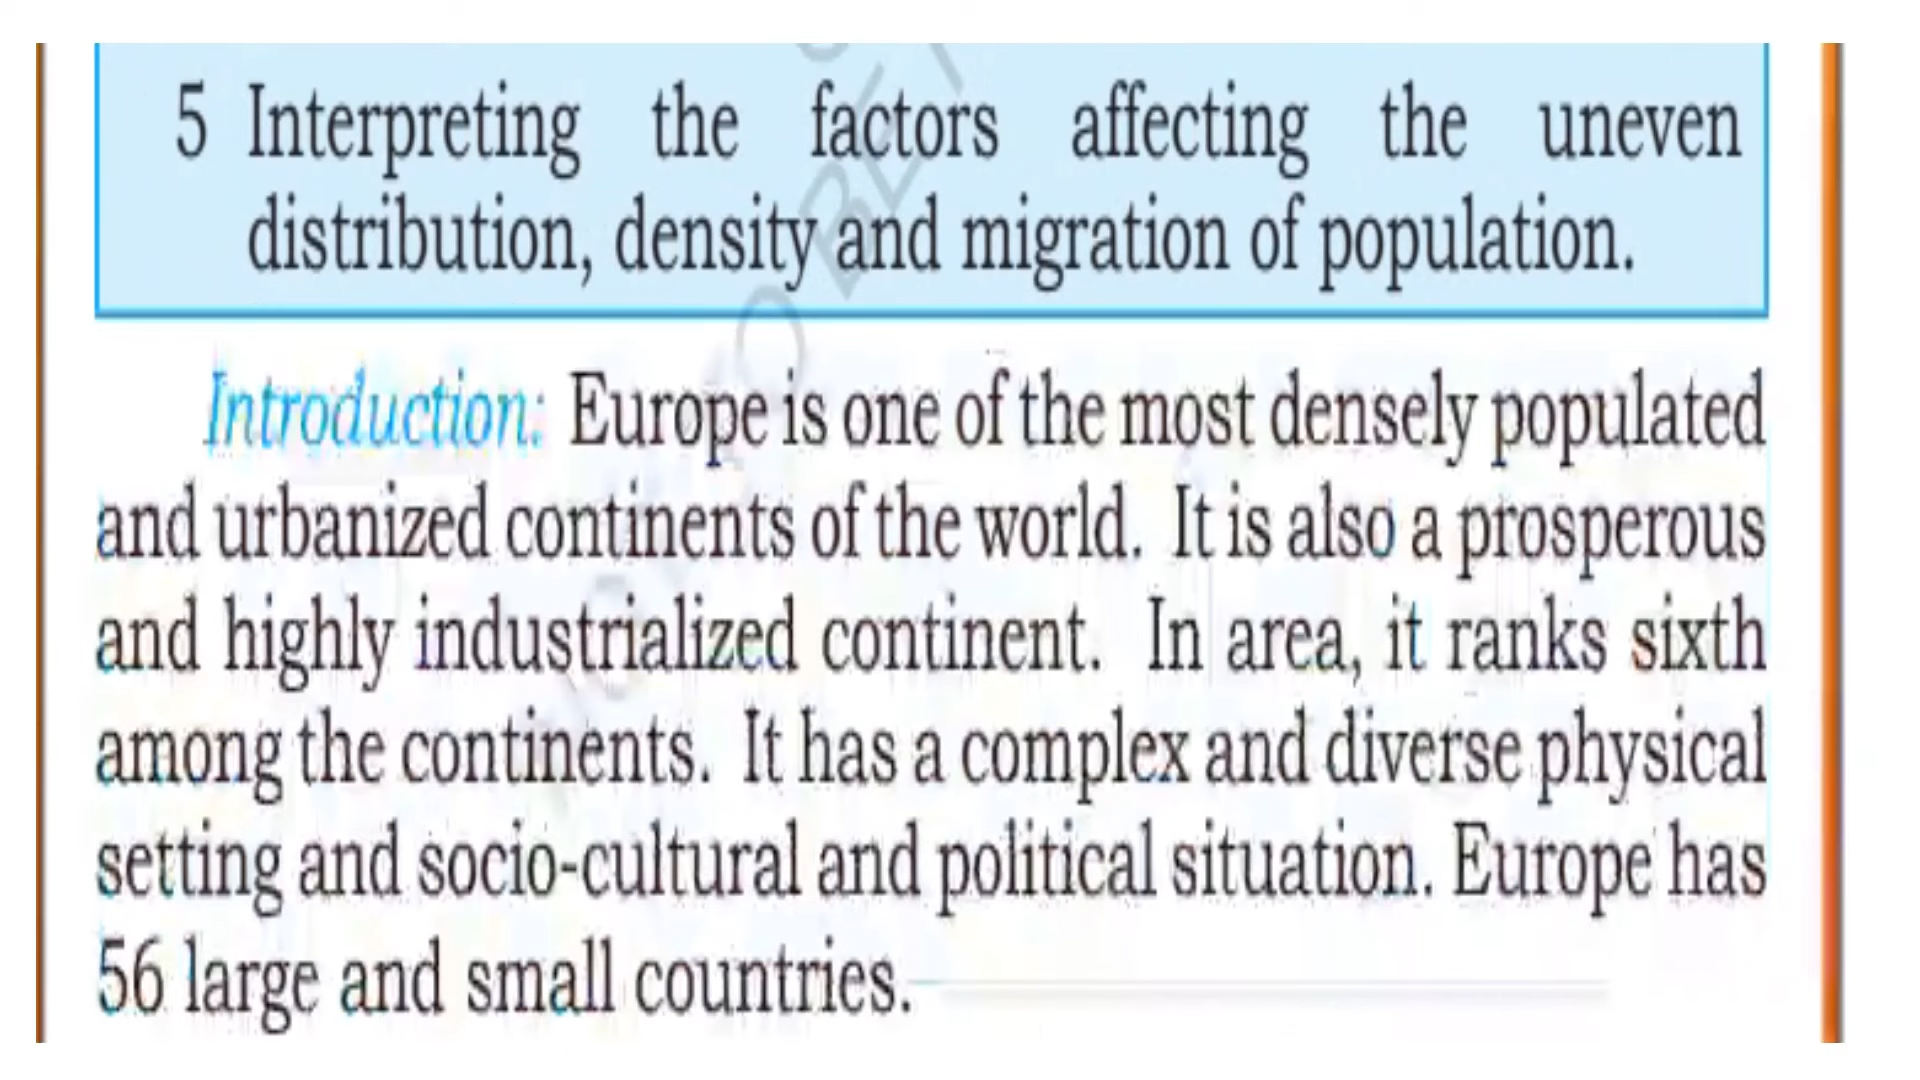 5 Interpreting the factors affecting the uneven
distribution, density and migration of population.
Introduction: Europe is one of the most densely populated
and urbanized continents of the world. It is also a prosperous
and highly industrialized continent. In area, it ranks sixth
among the continents. It has a complex and diverse physical
setting and socio-cultural and political situation. Europe has
56 large and small countries.